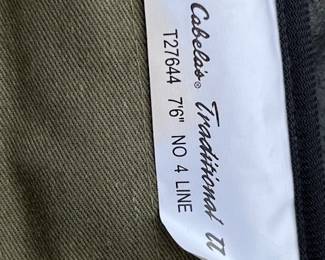 Cabela's Traditional II
T27644 7'6" NO 4 LINE